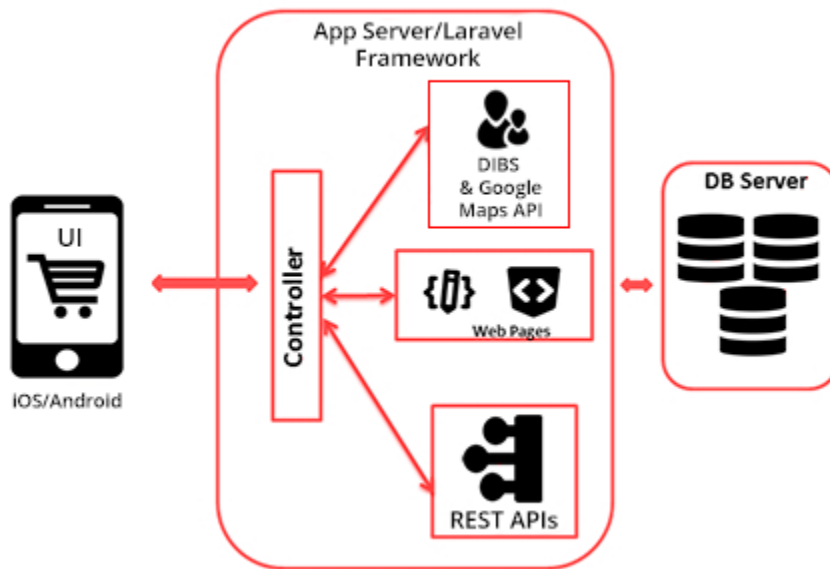 App Server/Laravel
Framework
UI
iOS/Android
Controller
DIBS
& Google
Maps API
Web Pages
REST APIs
DB Server